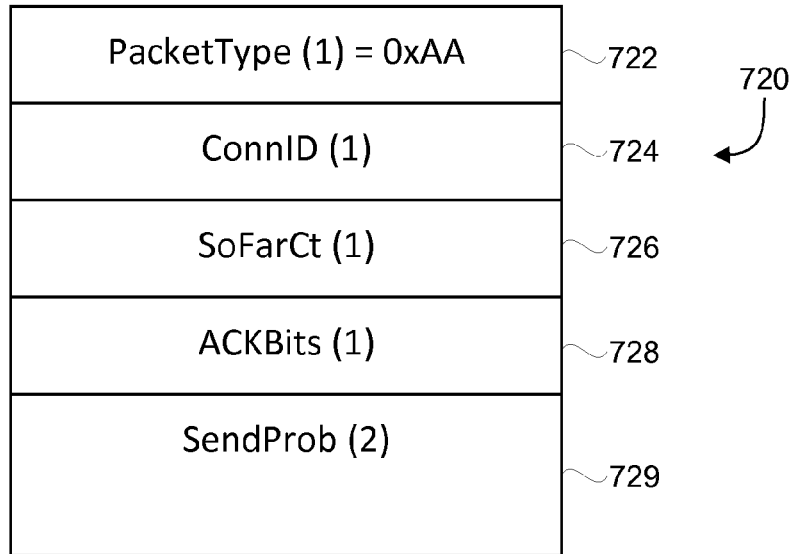 PacketType (1) = 0xAA
722
720
ConnID (1)
724
SoFarCt (1)
726
ACKBits (1)
728
SendProb (2)
729